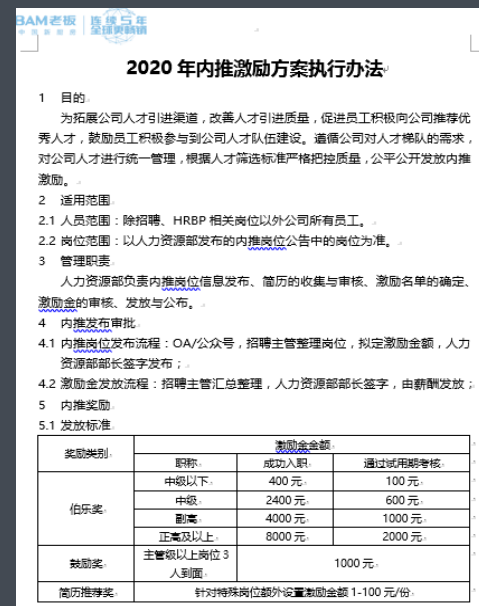 ROBAM老板 连续5年
中国新厨房 全球更畅销
2020年内推激励方案执行办法
1 目的
为拓展公司人才引进渠道，改善人才引进质量，促进员工积极向公司推荐优
秀人才，鼓励员工积极参与到公司人才队伍建设。遵循公司对人才梯队的需求，
对公司人才进行统一管理，根据人才筛选标准严格把控质量，公平公开发放内推
激励。
2 适用范围
2.1 人员范围：除招聘、HRBP 相关岗位以外公司所有员工。
2.2 岗位范围：以人力资源部发布的内推岗位公告中的岗位为准。
3 管理职责
人力资源部负责内推岗位信息发布、简历的收集与审核、激励名单的确定、
激励金的审核、发放与公布。
4 内推发布审批
4.1 内推岗位发布流程：OA/公众号，招聘主管整理岗位，拟定激励金额，人力
资源部部长签字发布；
4.2 激励金发放流程：招聘主管汇总整理，人力资源部部长签字，由薪酬发放；
5 内推奖励
5.1 发放标准
奖励类别 激励金金额
职称 成功入职 通过试用期考核
伯乐奖 中级以下 400元 100元
中级 2400元 600元
副高 4000元 1000元
正高及以上 8000元 2000元
鼓励奖 主管级以上岗位3 1000元
人到面
简历推荐奖 针对特殊岗位额外设置激励金额 1-100 元/份